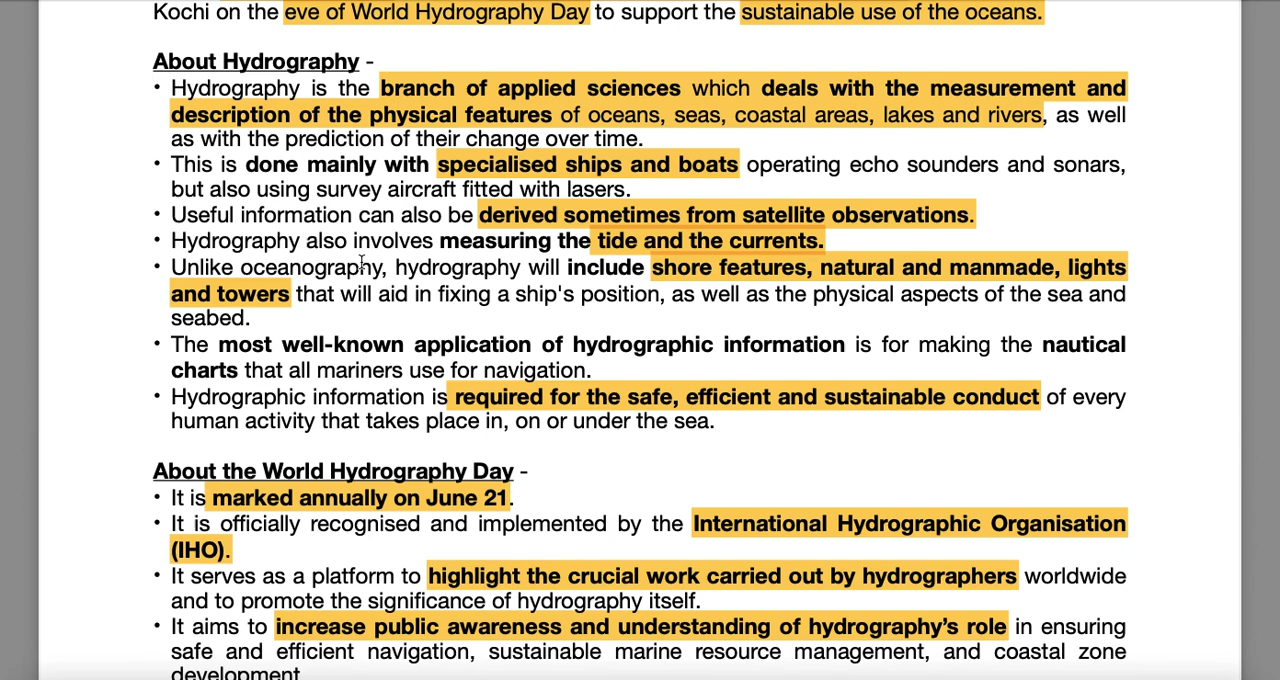 Kochi on the eve of World Hydrography Day to support the sustainable use of the oceans.
About Hydrography -
• Hydrography is the branch of applied sciences which deals with the measurement and
description of the physical features of oceans, seas, coastal areas, lakes and rivers, as well
as with the prediction of their change over time.
• This is done mainly with specialised ships and boats operating echo sounders and sonars,
but also using survey aircraft fitted with lasers.
• Useful information can also be derived sometimes from satellite observations.
• Hydrography also involves measuring the tide and the currents.
• Unlike oceanography, hydrography will include shore features, natural and manmade, lights
and towers that will aid in fixing a ship's position, as well as the physical aspects of the sea and
seabed.
• The most well-known application of hydrographic information is for making the nautical
charts that all mariners use for navigation.
• Hydrographic information is required for the safe, efficient and sustainable conduct of every
human activity that takes place in, on or under the sea.
About the World Hydrography Day -
• It is marked annually on June 21.
• It is officially recognised and implemented by the International Hydrographic Organisation
(IHO).
• It serves as a platform to highlight the crucial work carried out by hydrographers worldwide
and to promote the significance of hydrography itself.
• It aims to increase public awareness and understanding of hydrography’s role in ensuring
safe and efficient navigation, sustainable marine resource management, and coastal zone
development.